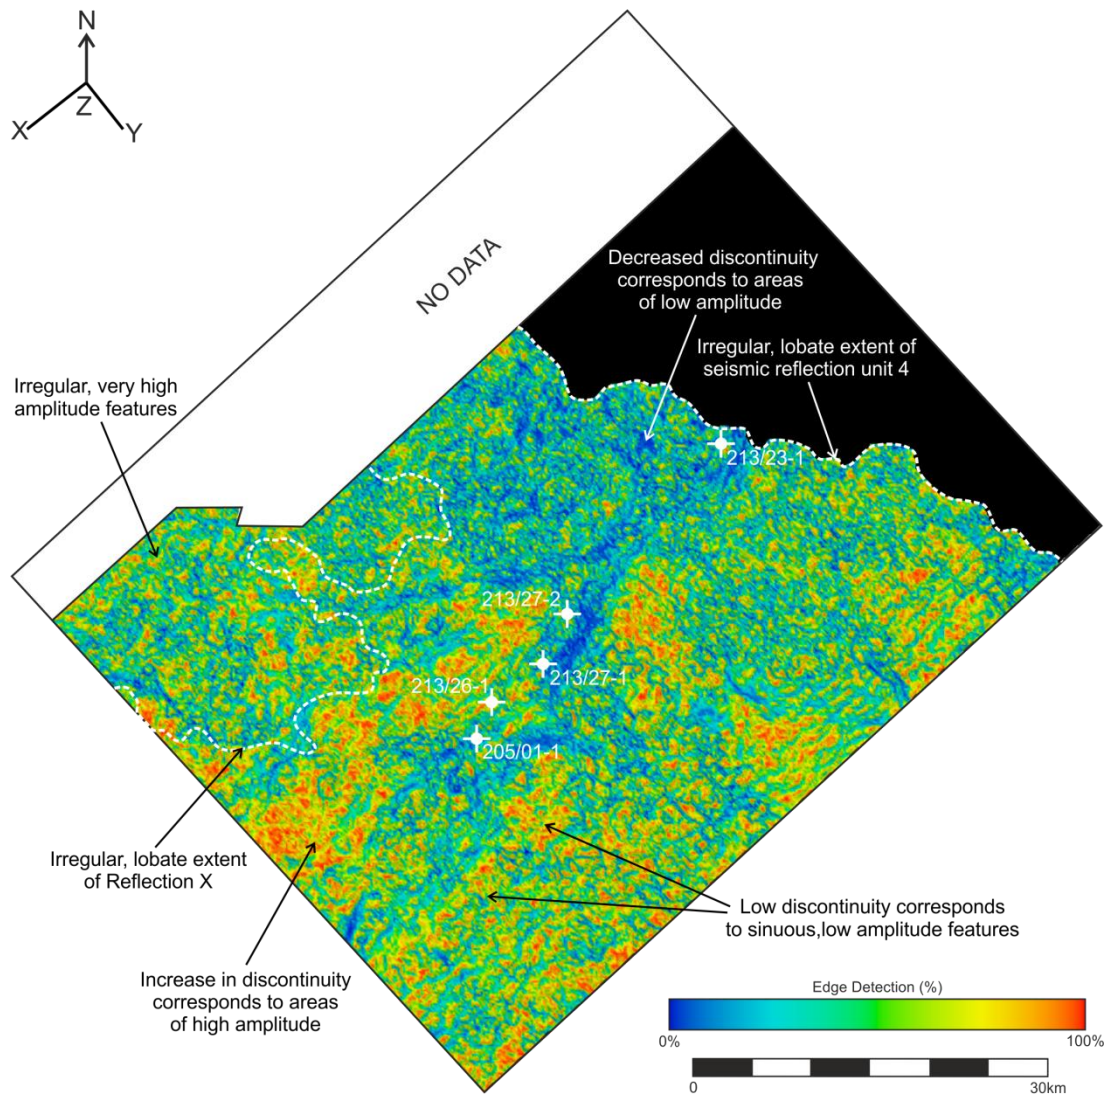 N
X
Z
Y
NO DATA
Decreased discontinuity
corresponds to areas
of low amplitude
Irregular, lobate extent of
seismic reflection unit 4
Irregular, very high
amplitude features
213/23-1
213/27-2
213/27-1
213/26-1
205/01-1
Irregular, lobate extent
of Reflection X
Low discontinuity corresponds
to sinuous,low amplitude features
Increase in discontinuity
corresponds to areas
of high amplitude
Edge Detection (%)
0%
100%
0
30km